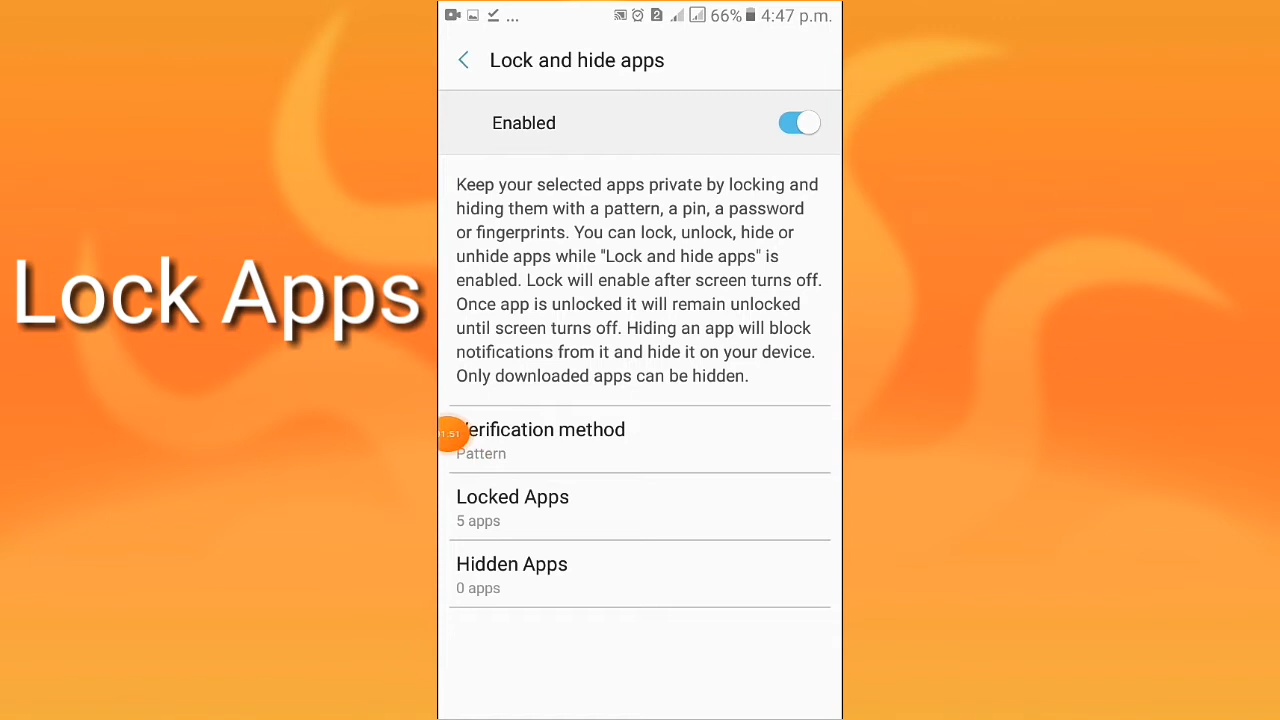 ... 2 66% 4:47 p.m.
Lock and hide apps
Enabled
Keep your selected apps private by locking and
hiding them with a pattern, a pin, a password
or fingerprints. You can lock, unlock, hide or
unhide apps while "Lock and hide apps" is
enabled. Lock will enable after screen turns off.
Once app is unlocked it will remain unlocked
until screen turns off. Hiding an app will block
notifications from it and hide it on your device.
Only downloaded apps can be hidden.
Lock Apps
erification method
01:51
Pattern
Locked Apps
5 apps
Hidden Apps
0 apps